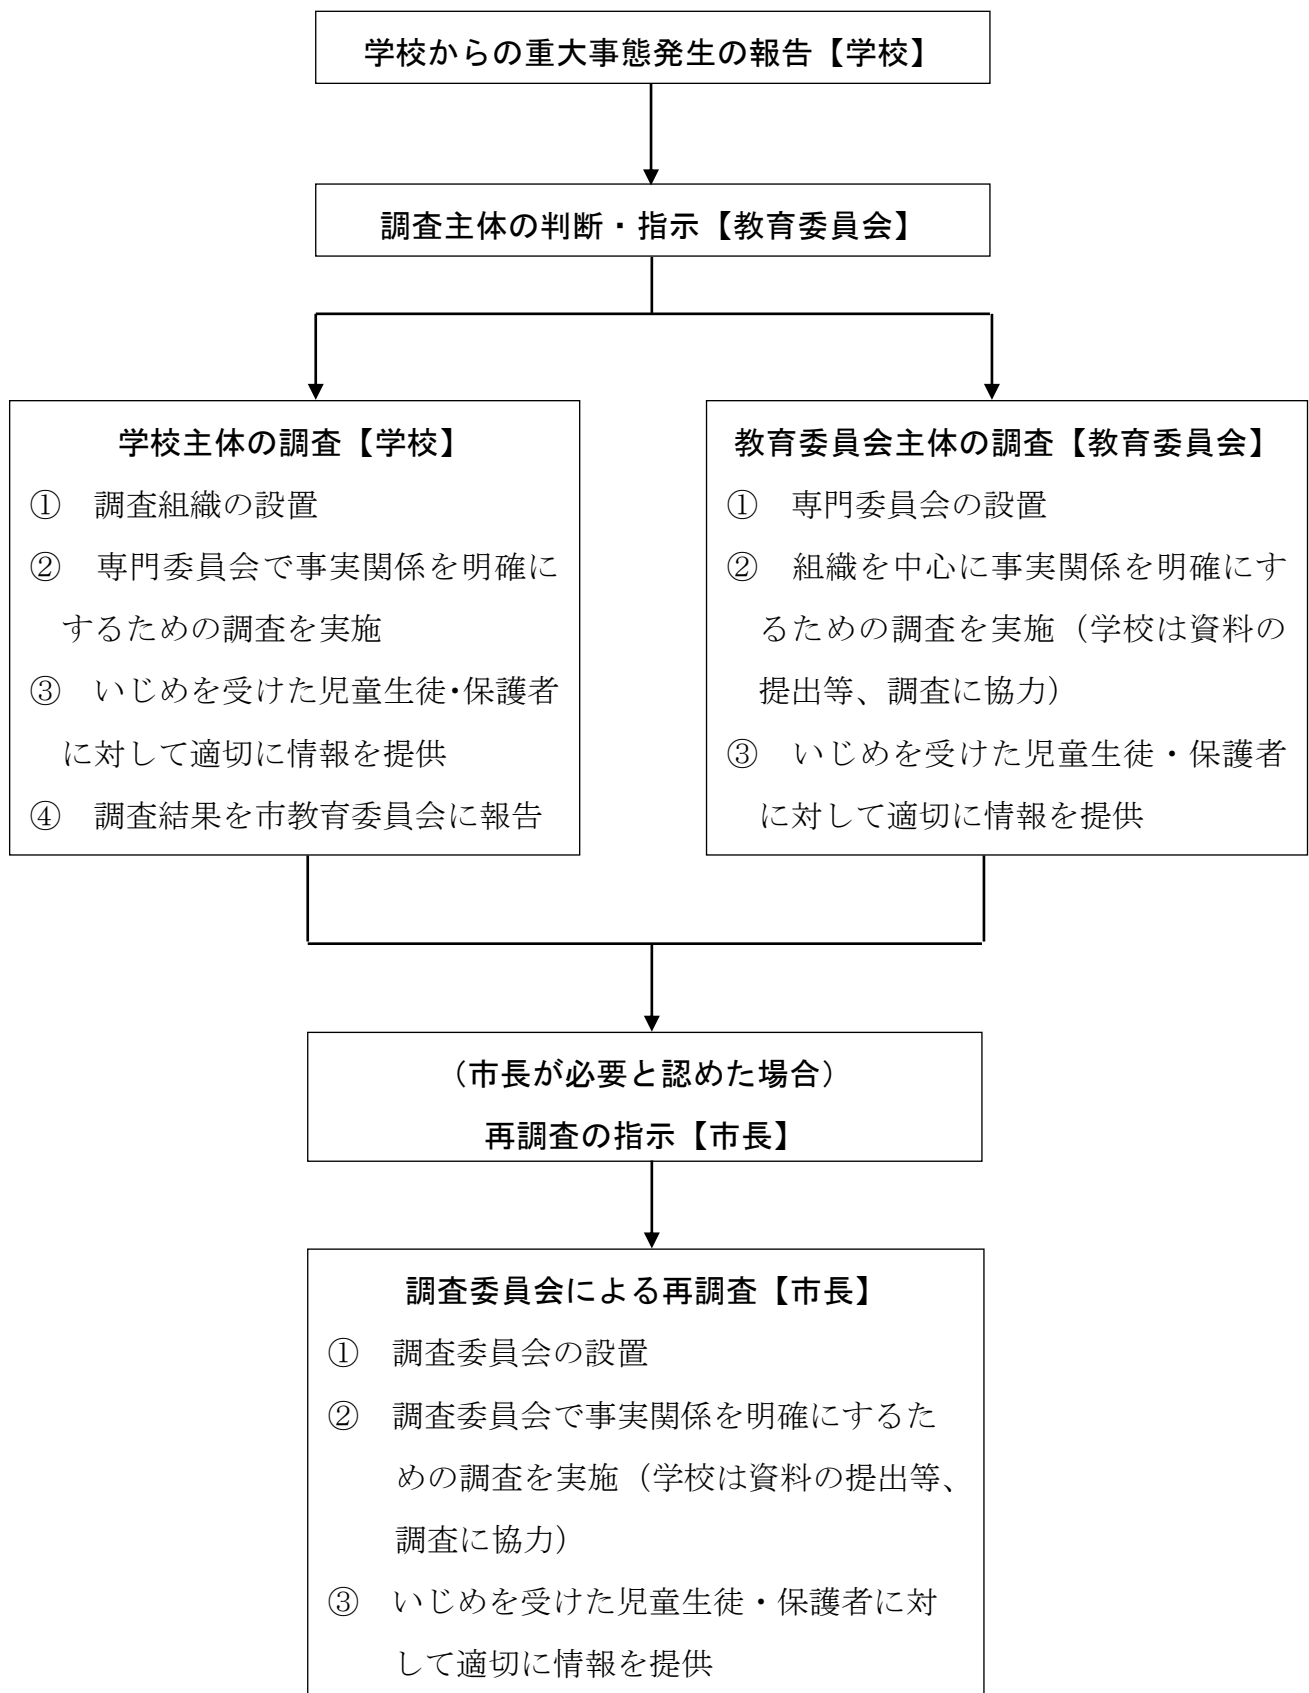 学校からの重大事態発生の報告【学校】
調査主体の判断・指示【教育委員会】
学校主体の調査【学校】
①　調査組織の設置
②　専門委員会で事実関係を明確に
するための調査を実施
③　いじめを受けた児童生徒・保護者
に対して適切に情報を提供
④　調査結果を市教育委員会に報告
教育委員会主体の調査【教育委員会】
①　専門委員会の設置
②　組織を中心に事実関係を明確にす
るための調査を実施（学校は資料の
提出等、調査に協力）
③　いじめを受けた児童生徒・保護者
に対して適切に情報を提供
（市長が必要と認めた場合）
再調査の指示【市長】
調査委員会による再調査【市長】
①　調査委員会の設置
②　調査委員会で事実関係を明確にするた
めの調査を実施（学校は資料の提出等、
調査に協力）
③　いじめを受けた児童生徒・保護者に対
して適切に情報を提供